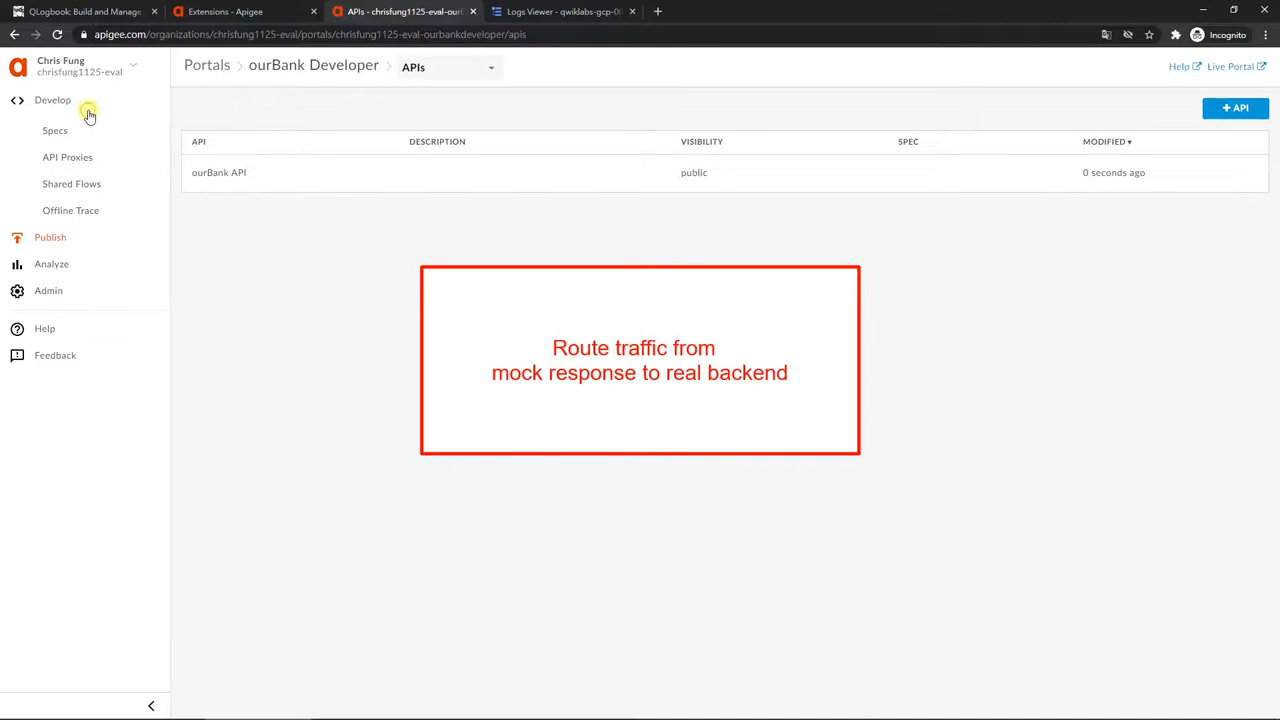 QLogbook: Build and Manage
Extensions - Apigee
APIs - chrisfung1125-eval-ourb
Logs Viewer - qwiklabs-gcp-00
apigee.com/organizations/chrisfung1125-eval/portals/chrisfung1125-eval-ourbankdeveloper/apis
Incognito
Chris Fung
chrisfung1125-eval
Portals
ourBank Developer
APIs
Help
Live Portal
Develop
Specs
API Proxies
Shared Flows
Offline Trace
Publish
Analyze
Admin
Help
Feedback
+ API
API DESCRIPTION VISIBILITY SPEC MODIFIED
ourBank API public 0 seconds ago
Route traffic from
mock response to real backend